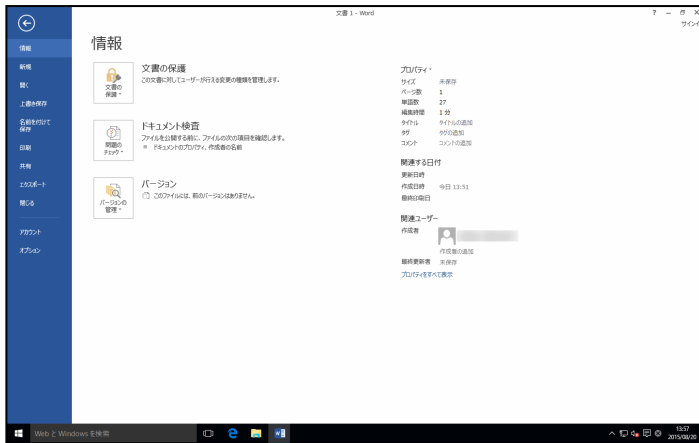 文書 1 - Word
? － 
サインイ
情報
新規
開く
上書き保存
名前を付けて
保存
印刷
共有
エクスポート
閉じる
アカウント
オプション
情報
文書の
保護
文書の保護
この文書に対してユーザーが行える変更の種類を管理します。
問題の
チェック
ドキュメント検査
ファイルを公開する前に、ファイルの次の項目を確認します。
ドキュメントのプロパティ、作成者の名前
バージョンの
管理
バージョン
このファイルには、前のバージョンはありません。
プロパティ
サイズ 未保存
ページ数 1
単語数 27
編集時間 1 分
タイトル タイトルの追加
タグ タグの追加
コメント コメントの追加
関連する日付
更新日時
作成日時 今日 13:51
最終印刷日
関連ユーザー
作成者
作成者の追加
最終更新者 未保存
プロパティをすべて表示
Web と Windows を検索
13:57
2015/08/20